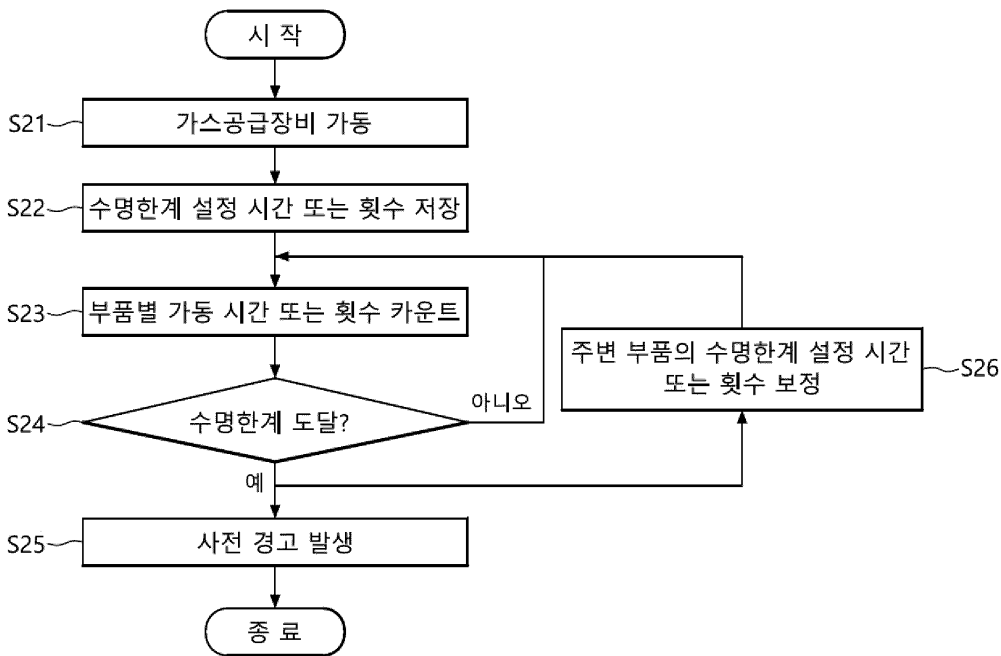 시 작
S21
가스공급장비 가동
S22
수명한계 설정 시간 또는 횟수 저장
S23
부품별 가동 시간 또는 횟수 카운트
주변 부품의 수명한계 설정 시간
또는 횟수 보정
S26
S24
수명한계 도달?
아니오
예
S25
사전 경고 발생
종 료